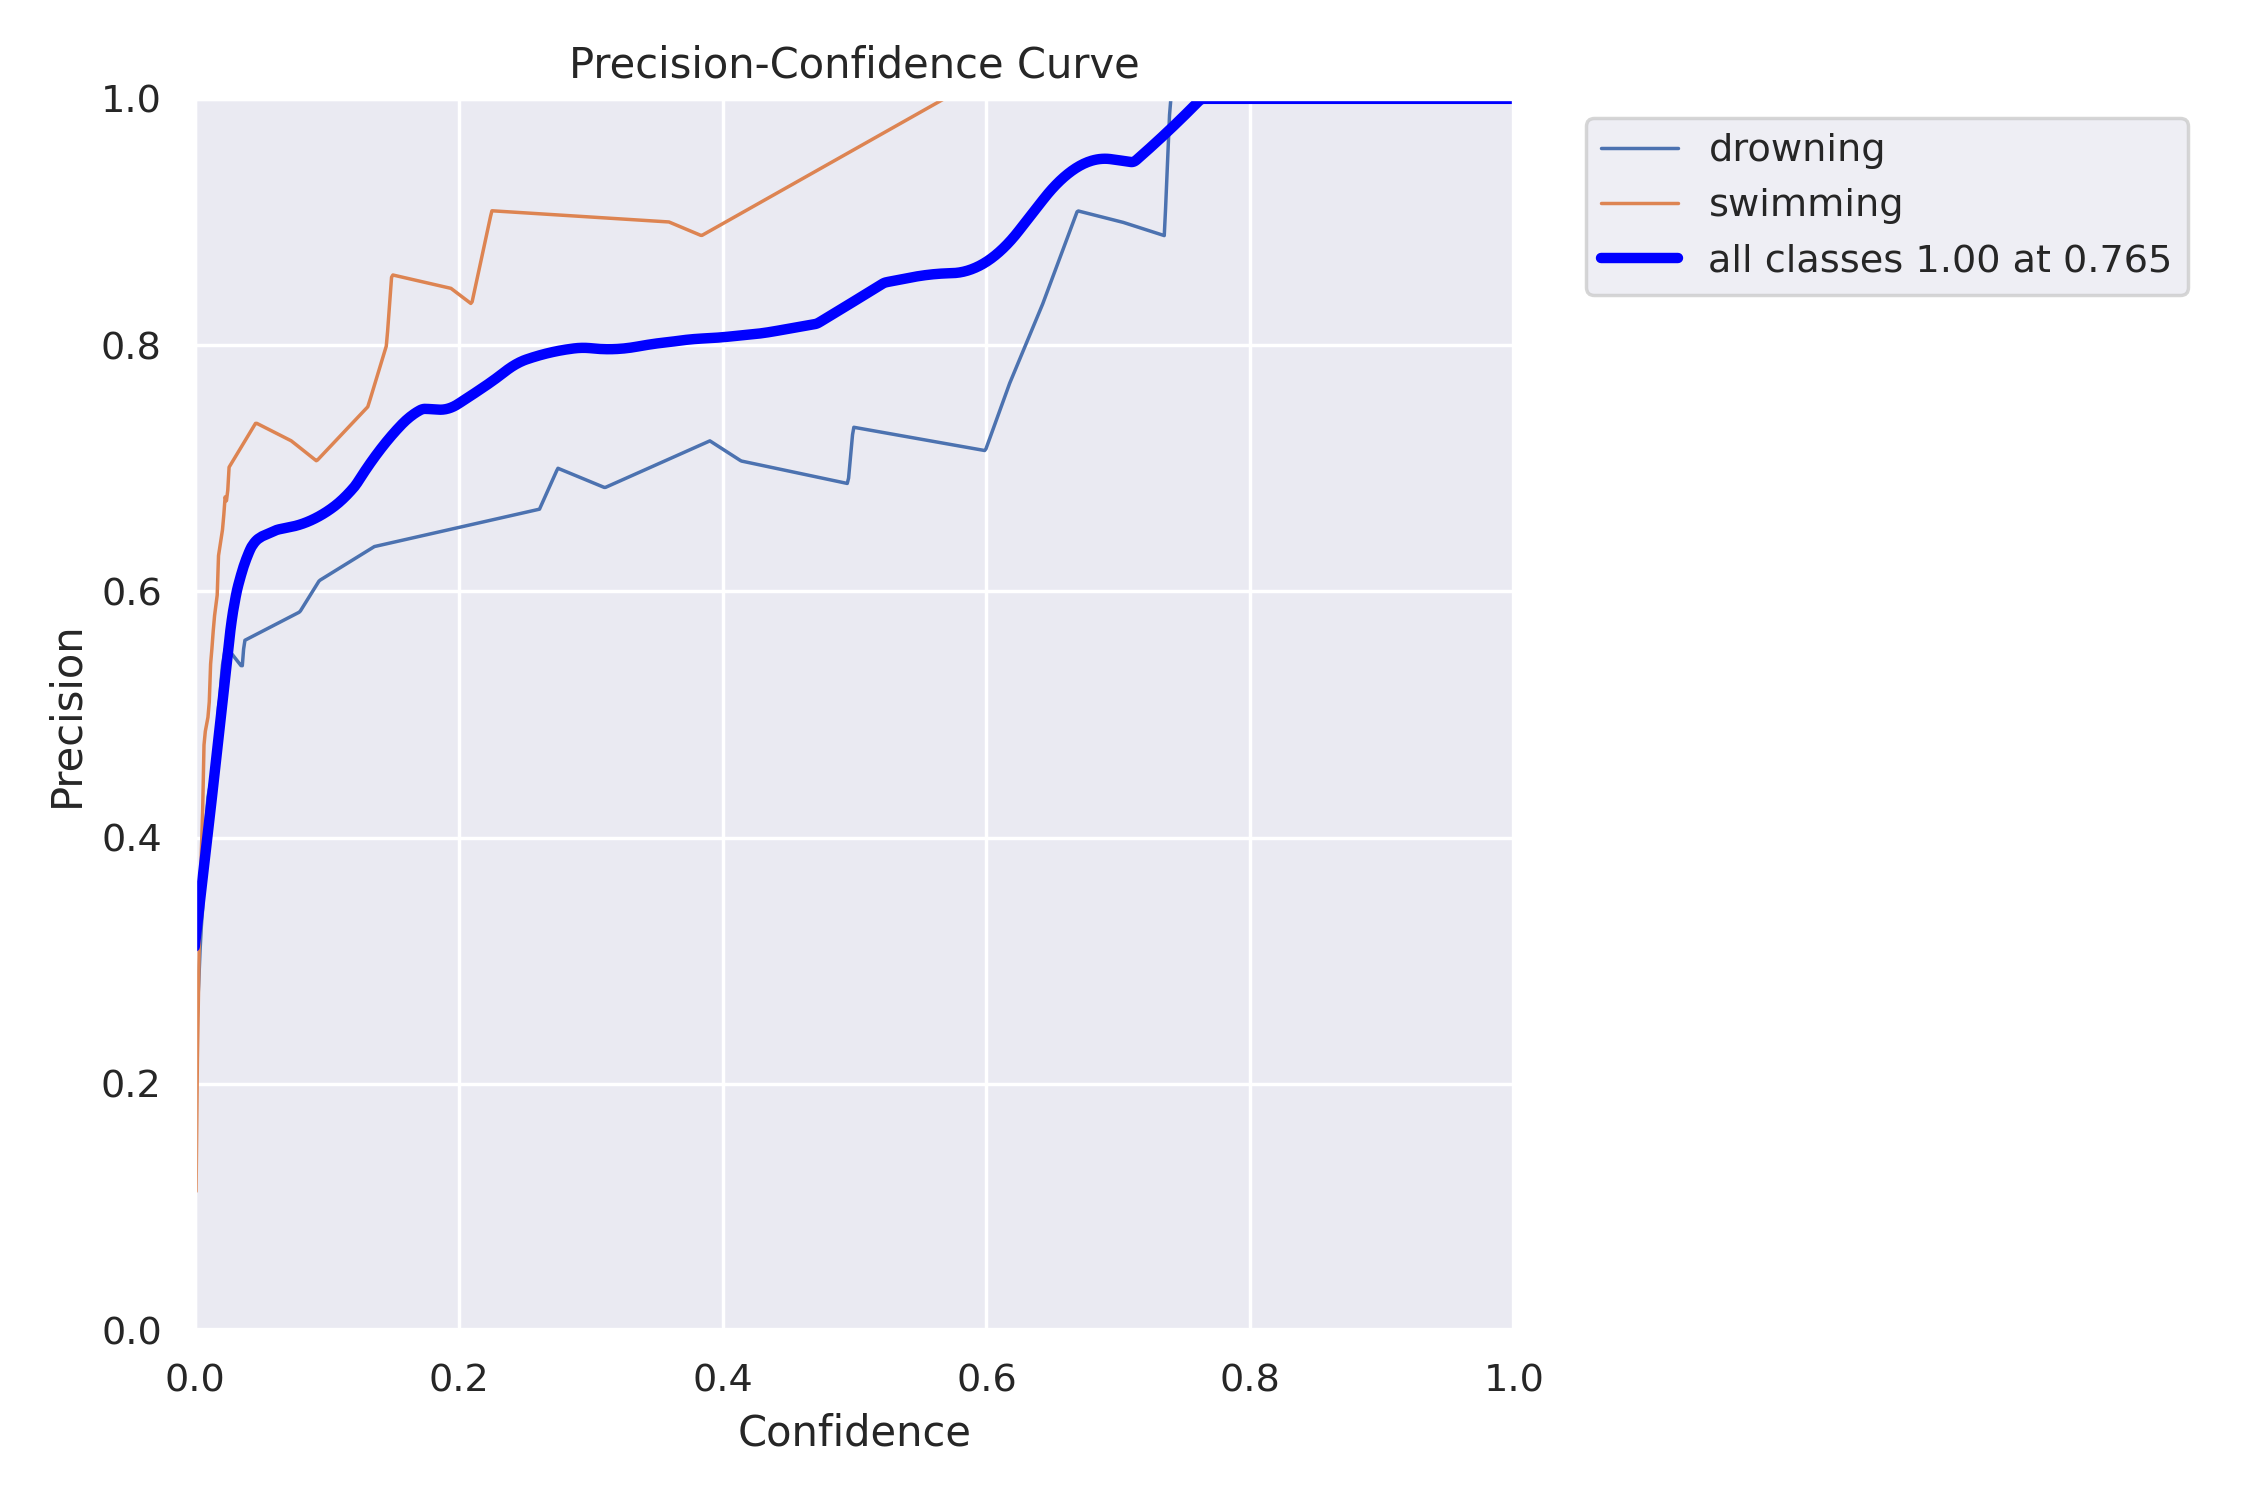 Precision-Confidence Curve
1.0
0.8
0.6
0.4
0.2
0.0
Precision
0.0 0.2 0.4 0.6 0.8 1.0
Confidence
drowning
swimming
all classes 1.00 at 0.765